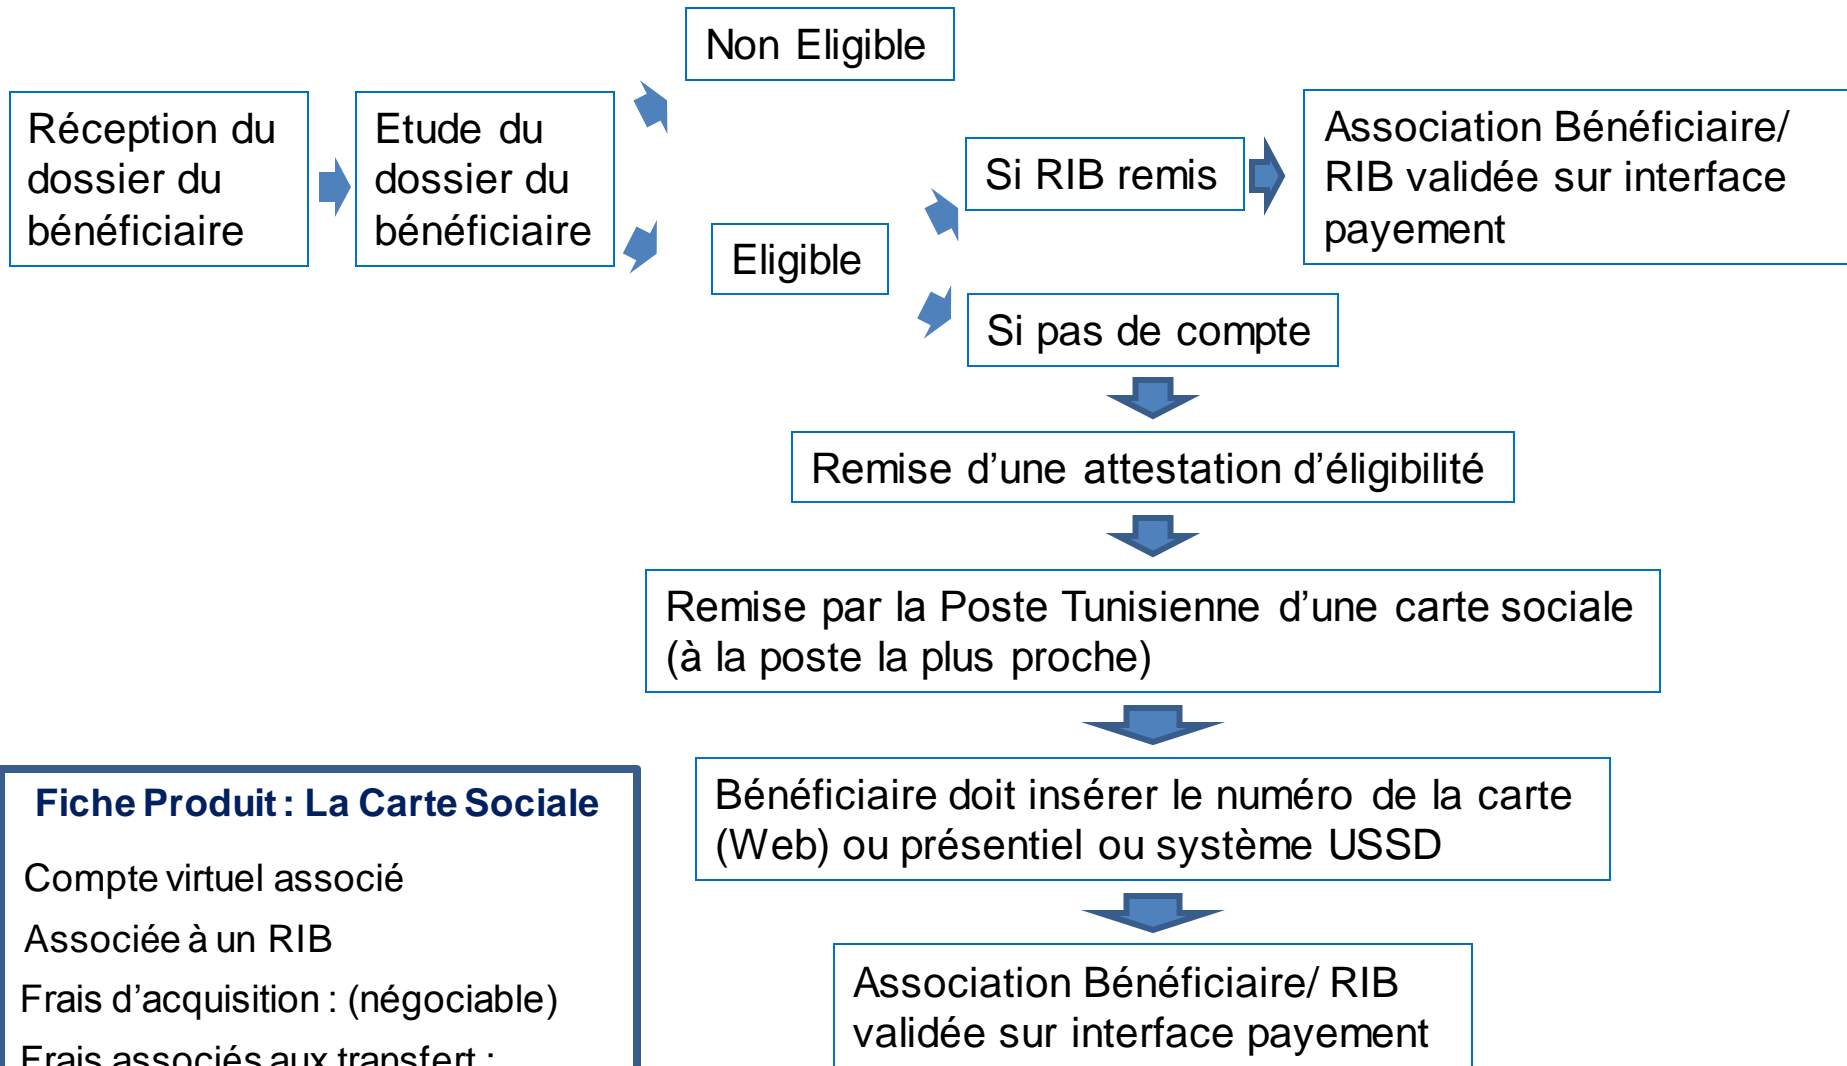 Non Eligible
Réception du
dossier du
bénéficiaire
Etude du
dossier du
bénéficiaire
Eligible
Si RIB remis
Association Bénéficiaire/
RIB validée sur interface
payement
Si pas de compte
Remise d’une attestation d’éligibilité
Remise par la Poste Tunisienne d’une carte sociale
(à la poste la plus proche)
Bénéficiaire doit insérer le numéro de la carte
(Web) ou présentiel ou système USSD
Association Bénéficiaire/ RIB
validée sur interface payement
Fiche Produit : La Carte Sociale
Compte virtuel associé
Associée à un RIB
Frais d’acquisition : (négociable)
Frais associés aux transfert :